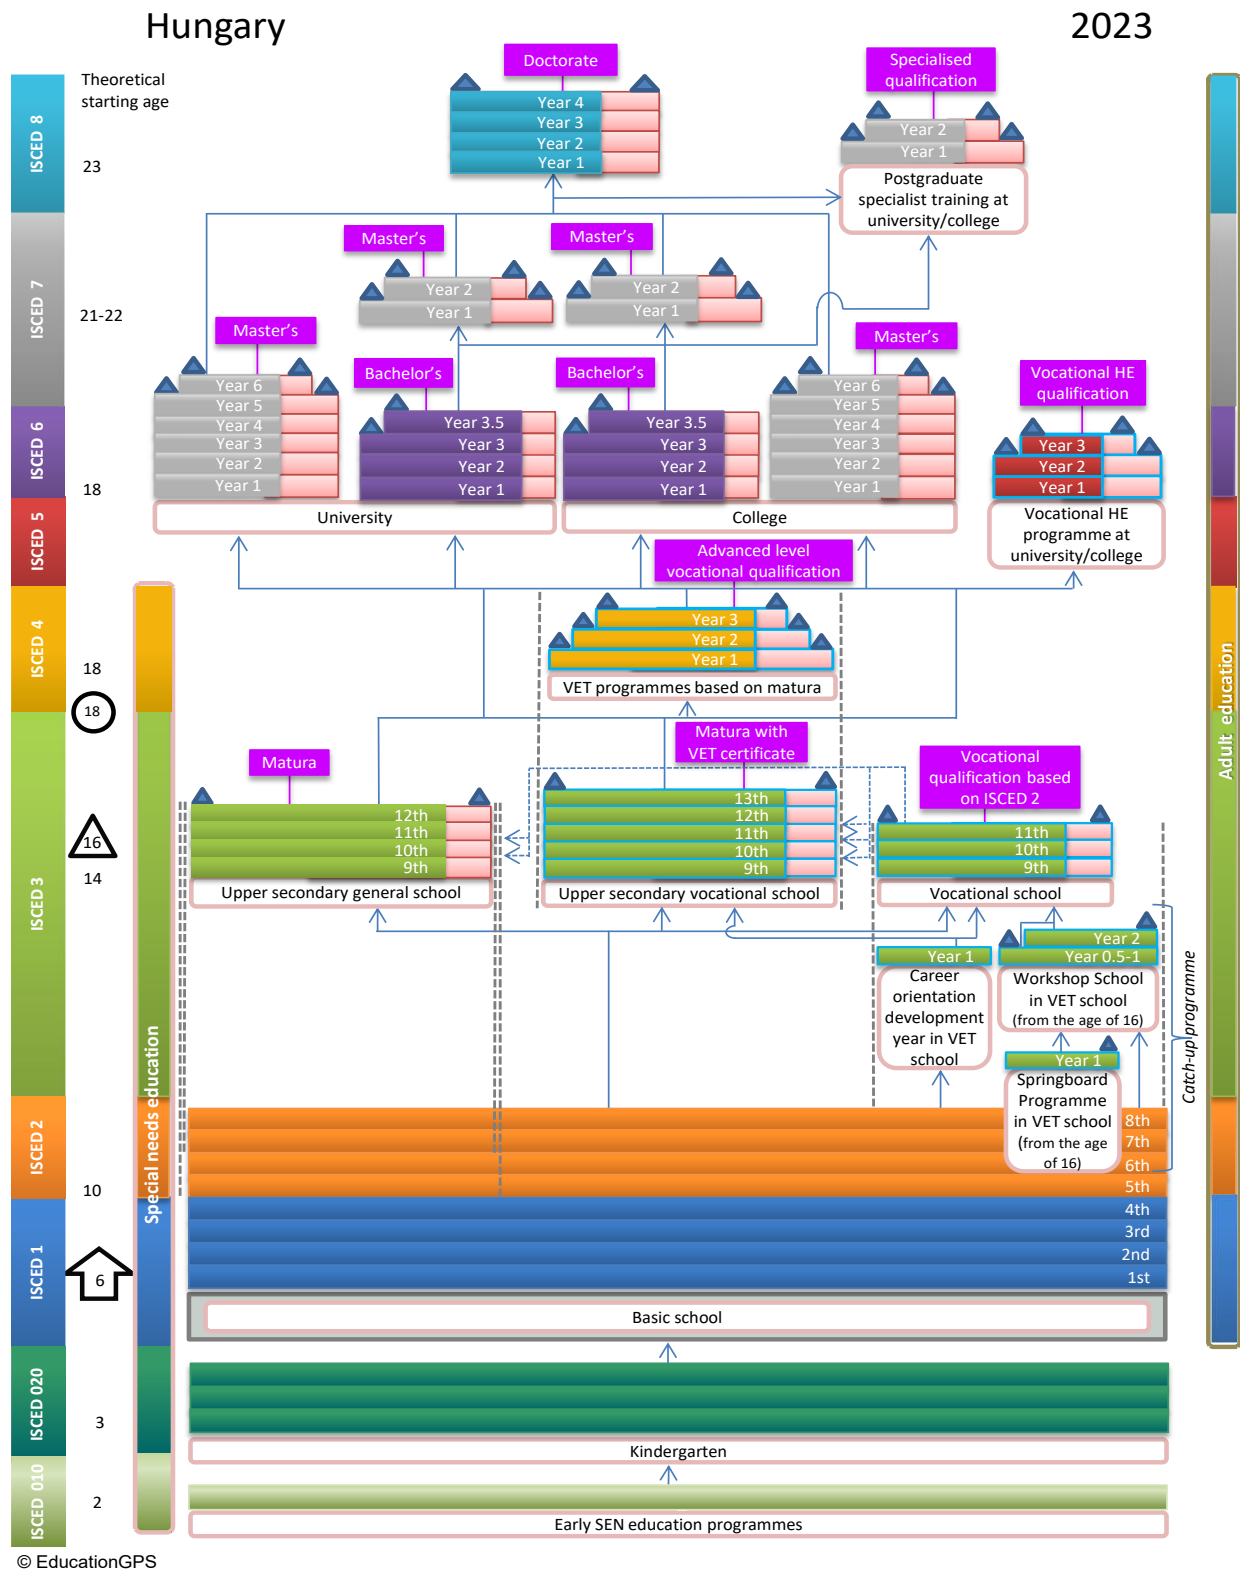 Hungary
2023
Theoretical
starting age
ISCED 8
23
Doctorate
Year 4
Year 3
Year 2
Year 1
Specialised
qualification
Year 2
Year 1
Postgraduate
specialist training at
university/college
ISCED 7
21-22
Master's
Year 2
Year 1
Master's
Year 2
Year 1
Master's
Year 6
Year 5
Year 4
Year 3
Year 2
Year 1
Bachelor's
Year 3.5
Year 3
Year 2
Year 1
Bachelor's
Year 3.5
Year 3
Year 2
Year 1
Master's
Year 6
Year 5
Year 4
Year 3
Year 2
Year 1
Vocational HE
qualification
Year 3
Year 2
Year 1
ISCED 6
18
University
College
Vocational HE
programme at
university/college
ISCED 5
Advanced level
vocational qualification
Year 3
Year 2
Year 1
VET programmes based on matura
ISCED 4
18
18
Adult education
Matura
12th
11th
10th
9th
Upper secondary general school
Matura with
VET certificate
13th
12th
11th
10th
9th
Upper secondary vocational school
Vocational
qualification based
on ISCED 2
11th
10th
9th
Vocational school
ISCED 3
16
14
Year 1
Career
orientation
development
year in VET
school
Year 2
Year 0.5-1
Workshop School
in VET school
(from the age of 16)
Year 1
Springboard
Programme
in VET school
(from the age
of 16)
Catch-up programme
Special needs education
ISCED 2
10
8th
7th
6th
5th
4th
3rd
2nd
1st
ISCED 1
6
Basic school
ISCED 020
3
Kindergarten
ISCED 010
2
Early SEN education programmes
© EducationGPS